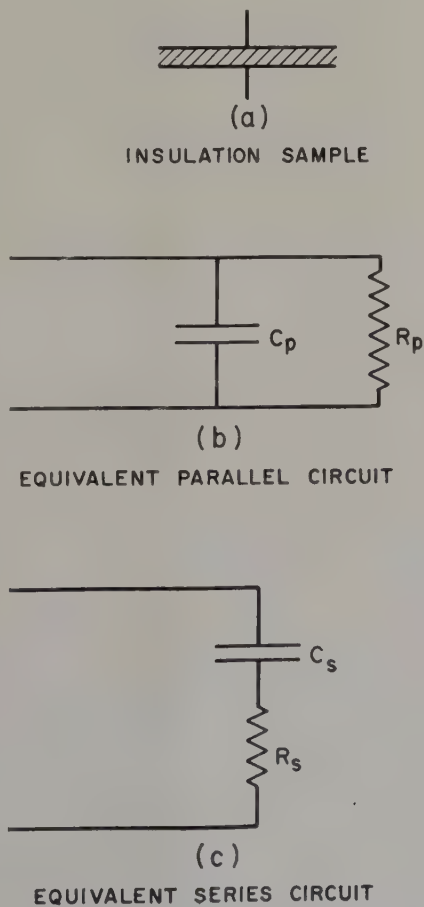 (a)
INSULATION SAMPLE
Cp
Rp
(b)
EQUIVALENT PARALLEL CIRCUIT
Cs
Rs
(c)
EQUIVALENT SERIES CIRCUIT